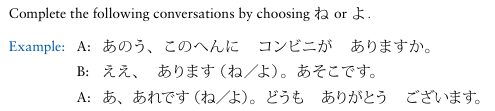 Complete the following conversations by choosing ね or よ.
Example: A: あのう、このへんに コンビニが ありますか。
B: ええ、 あります（ね／よ）。あそこです。
A: あ、あれです（ね／よ）。どうも ありがとう ございます。